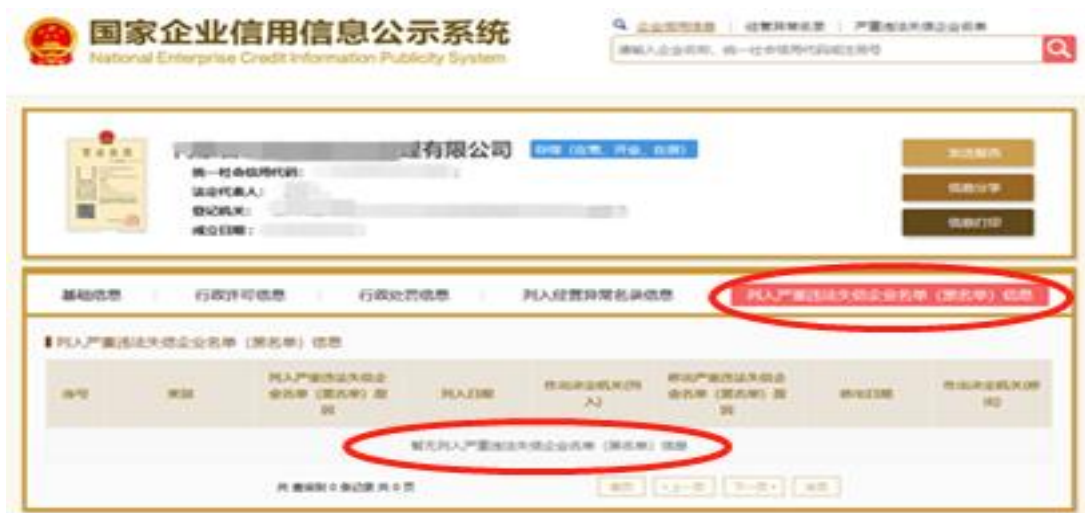 国家企业信用信息公示系统
National Enterprise Credit Information Publicity System
企业信用信息 | 经营异常名录 | 严重违法失信企业名单
请输入企业名称、统一社会信用代码或注册号
营业执照
理有限公司 存续（在营、开业、在册）
统一社会信用代码：
法定代表人：
登记机关：
成立日期：
发送报告
信息分享
信息打印
基础信息 | 行政许可信息 | 行政处罚信息 | 列入经营异常名录信息 | 列入严重违法失信企业名单（黑名单）信息
列入严重违法失信企业名单（黑名单）信息
序号 类别 列入严重违法失信企业名单（黑名单）原因 列入日期 作出决定机关(列入) 移出严重违法失信企业名单（黑名单）原因 移出日期 作出决定机关(移出)
暂无列入严重违法失信企业名单（黑名单）信息
共 查询到 0 条记录 共 0 页 首页 上一页 下一页 末页